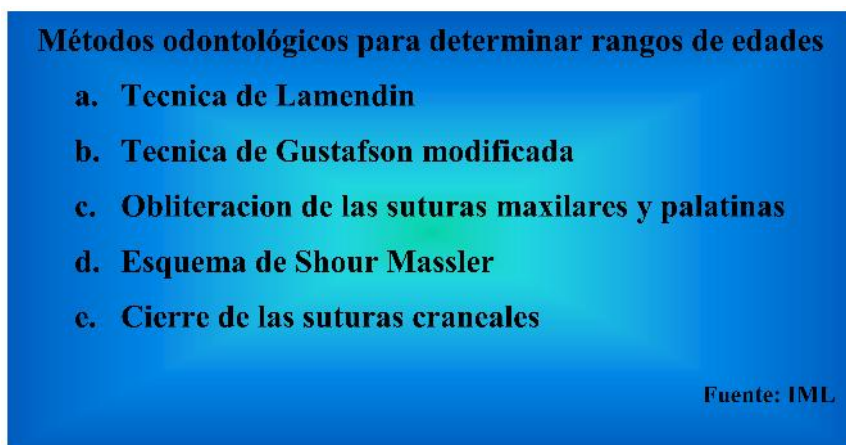 Métodos odontológicos para determinar rangos de edades
a. Tecnica de Lamendin
b. Tecnica de Gustafson modificada
c. Obliteracion de las suturas maxilares y palatinas
d. Esquema de Shour Massler
e. Cierre de las suturas craneales
Fuente: IML